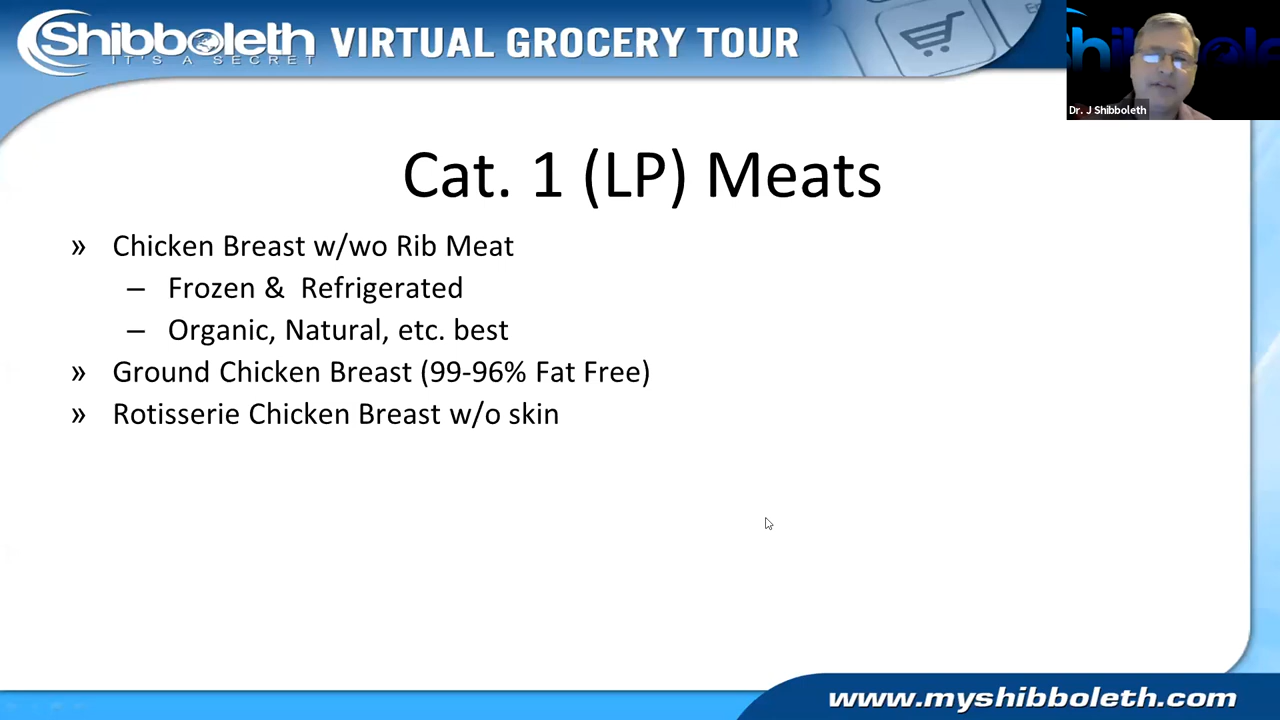 Shibboleth VIRTUAL GROCERY TOUR
IT'S A SECRET
Dr. J Shibboleth
Cat. 1 (LP) Meats
» Chicken Breast w/wo Rib Meat
– Frozen & Refrigerated
– Organic, Natural, etc. best
» Ground Chicken Breast (99-96% Fat Free)
» Rotisserie Chicken Breast w/o skin
www.myshibboleth.com